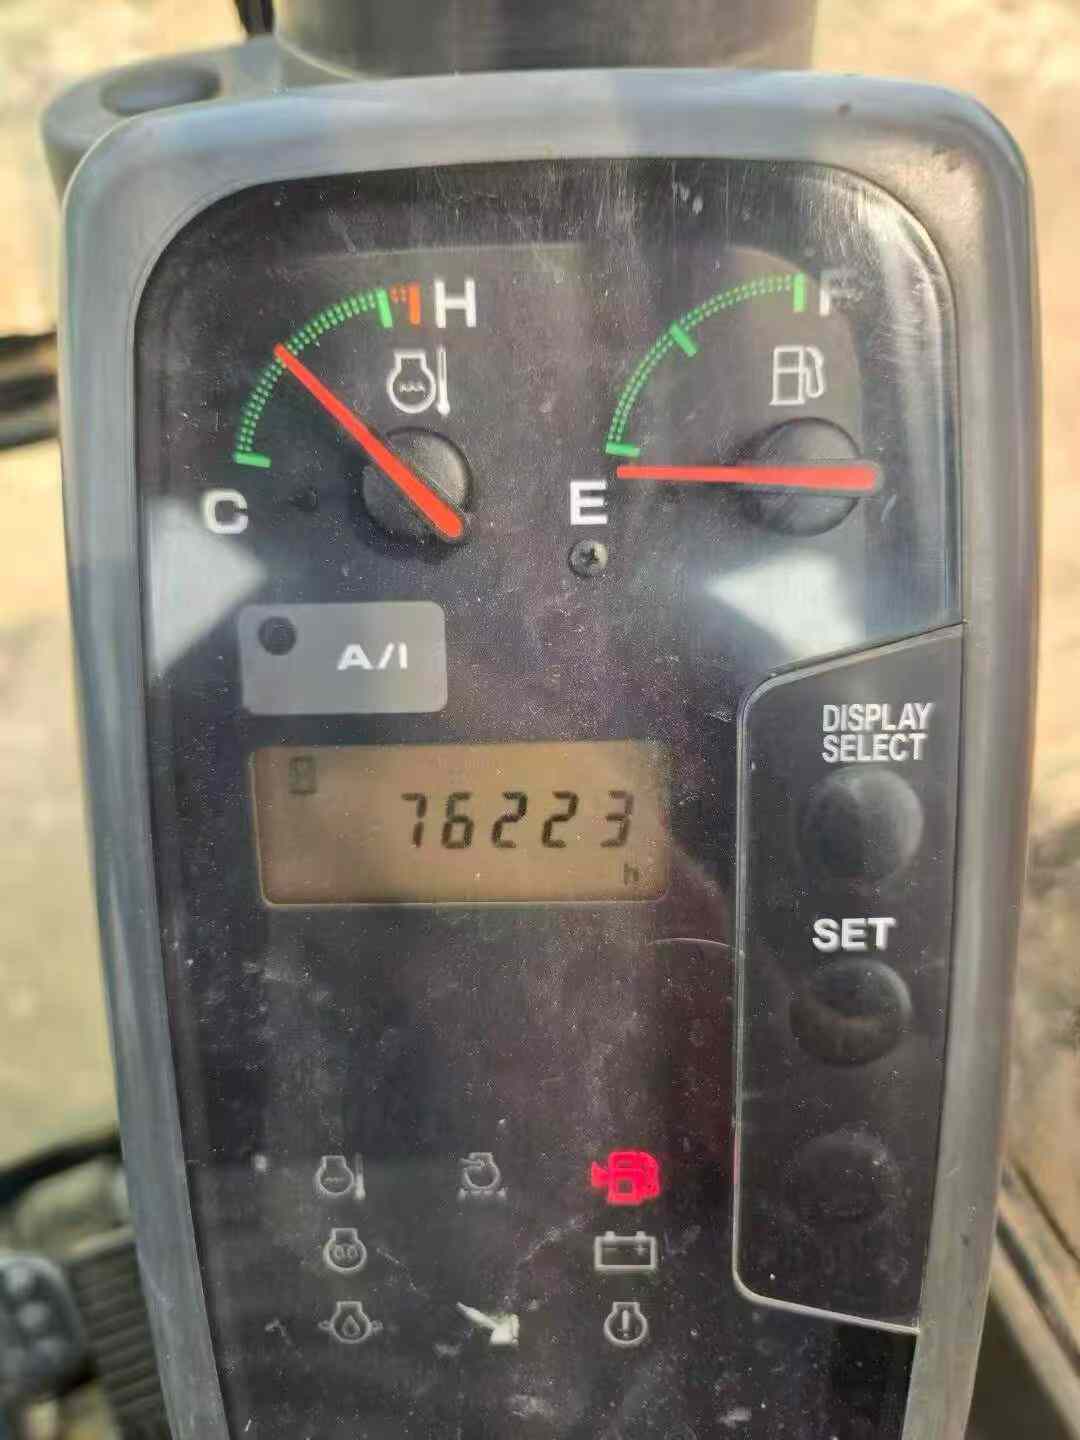 H
F
C
E
A/I
DISPLAY
SELECT
76223
h
SET